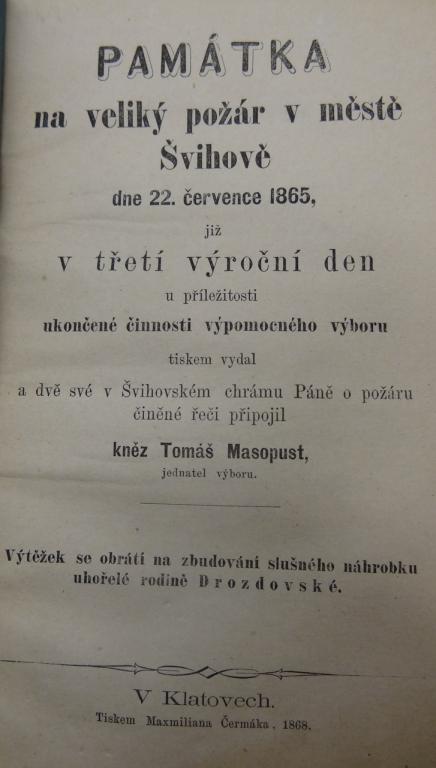 PAMÁTKA
na veliký požár v městě
Švihově
dne 22. července 1865,
již
v třetí výroční den
u příležitosti
ukončené činnosti výpomocného výboru
tiskem vydal
a dvě své v Švihovském chrámu Páně o požáru
činěné řeči připojil
kněz Tomáš Masopust,
jednatel výboru.
Výtěžek se obrátí na zbudování slušného náhrobku
uhořelé rodině Drozdovské.
V Klatovech.
Tiskem Maxmiliana Čermáka, 1868.